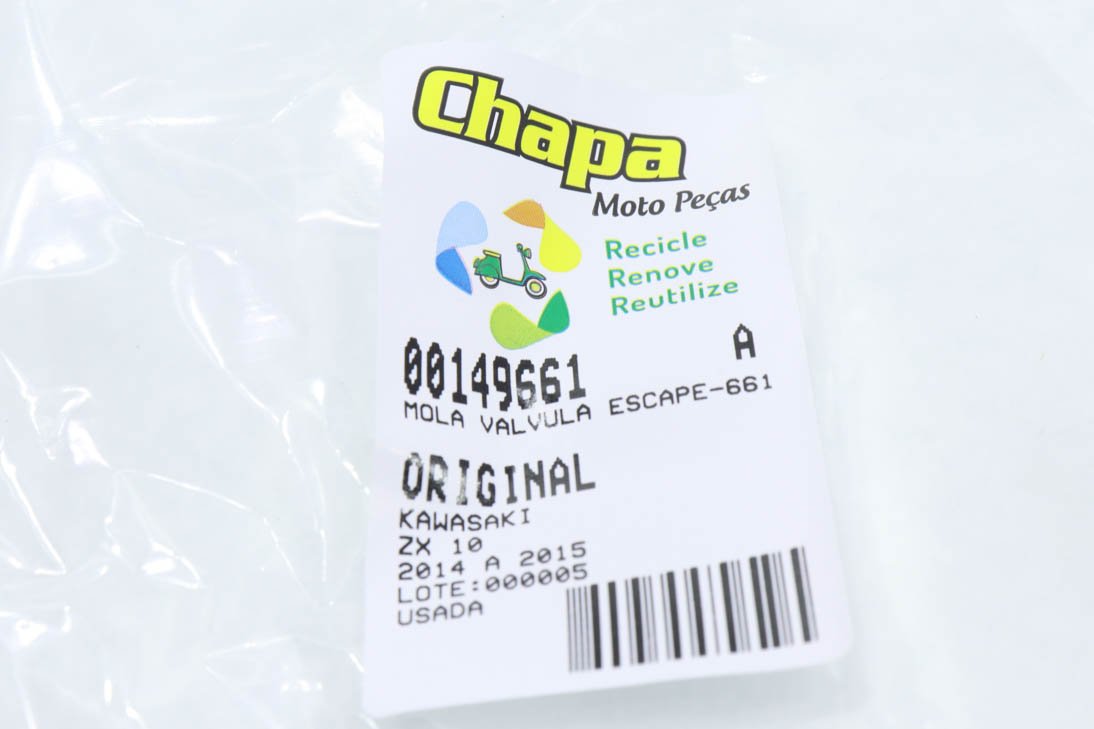 Chapa
Moto Peças
Recicle
Renove
Reutilize
00149661 A
MOLA VALVULA ESCAPE-661
ORIGINAL
KAWASAKI
ZX 10
2014 A 2015
LOTE:000005
USADA